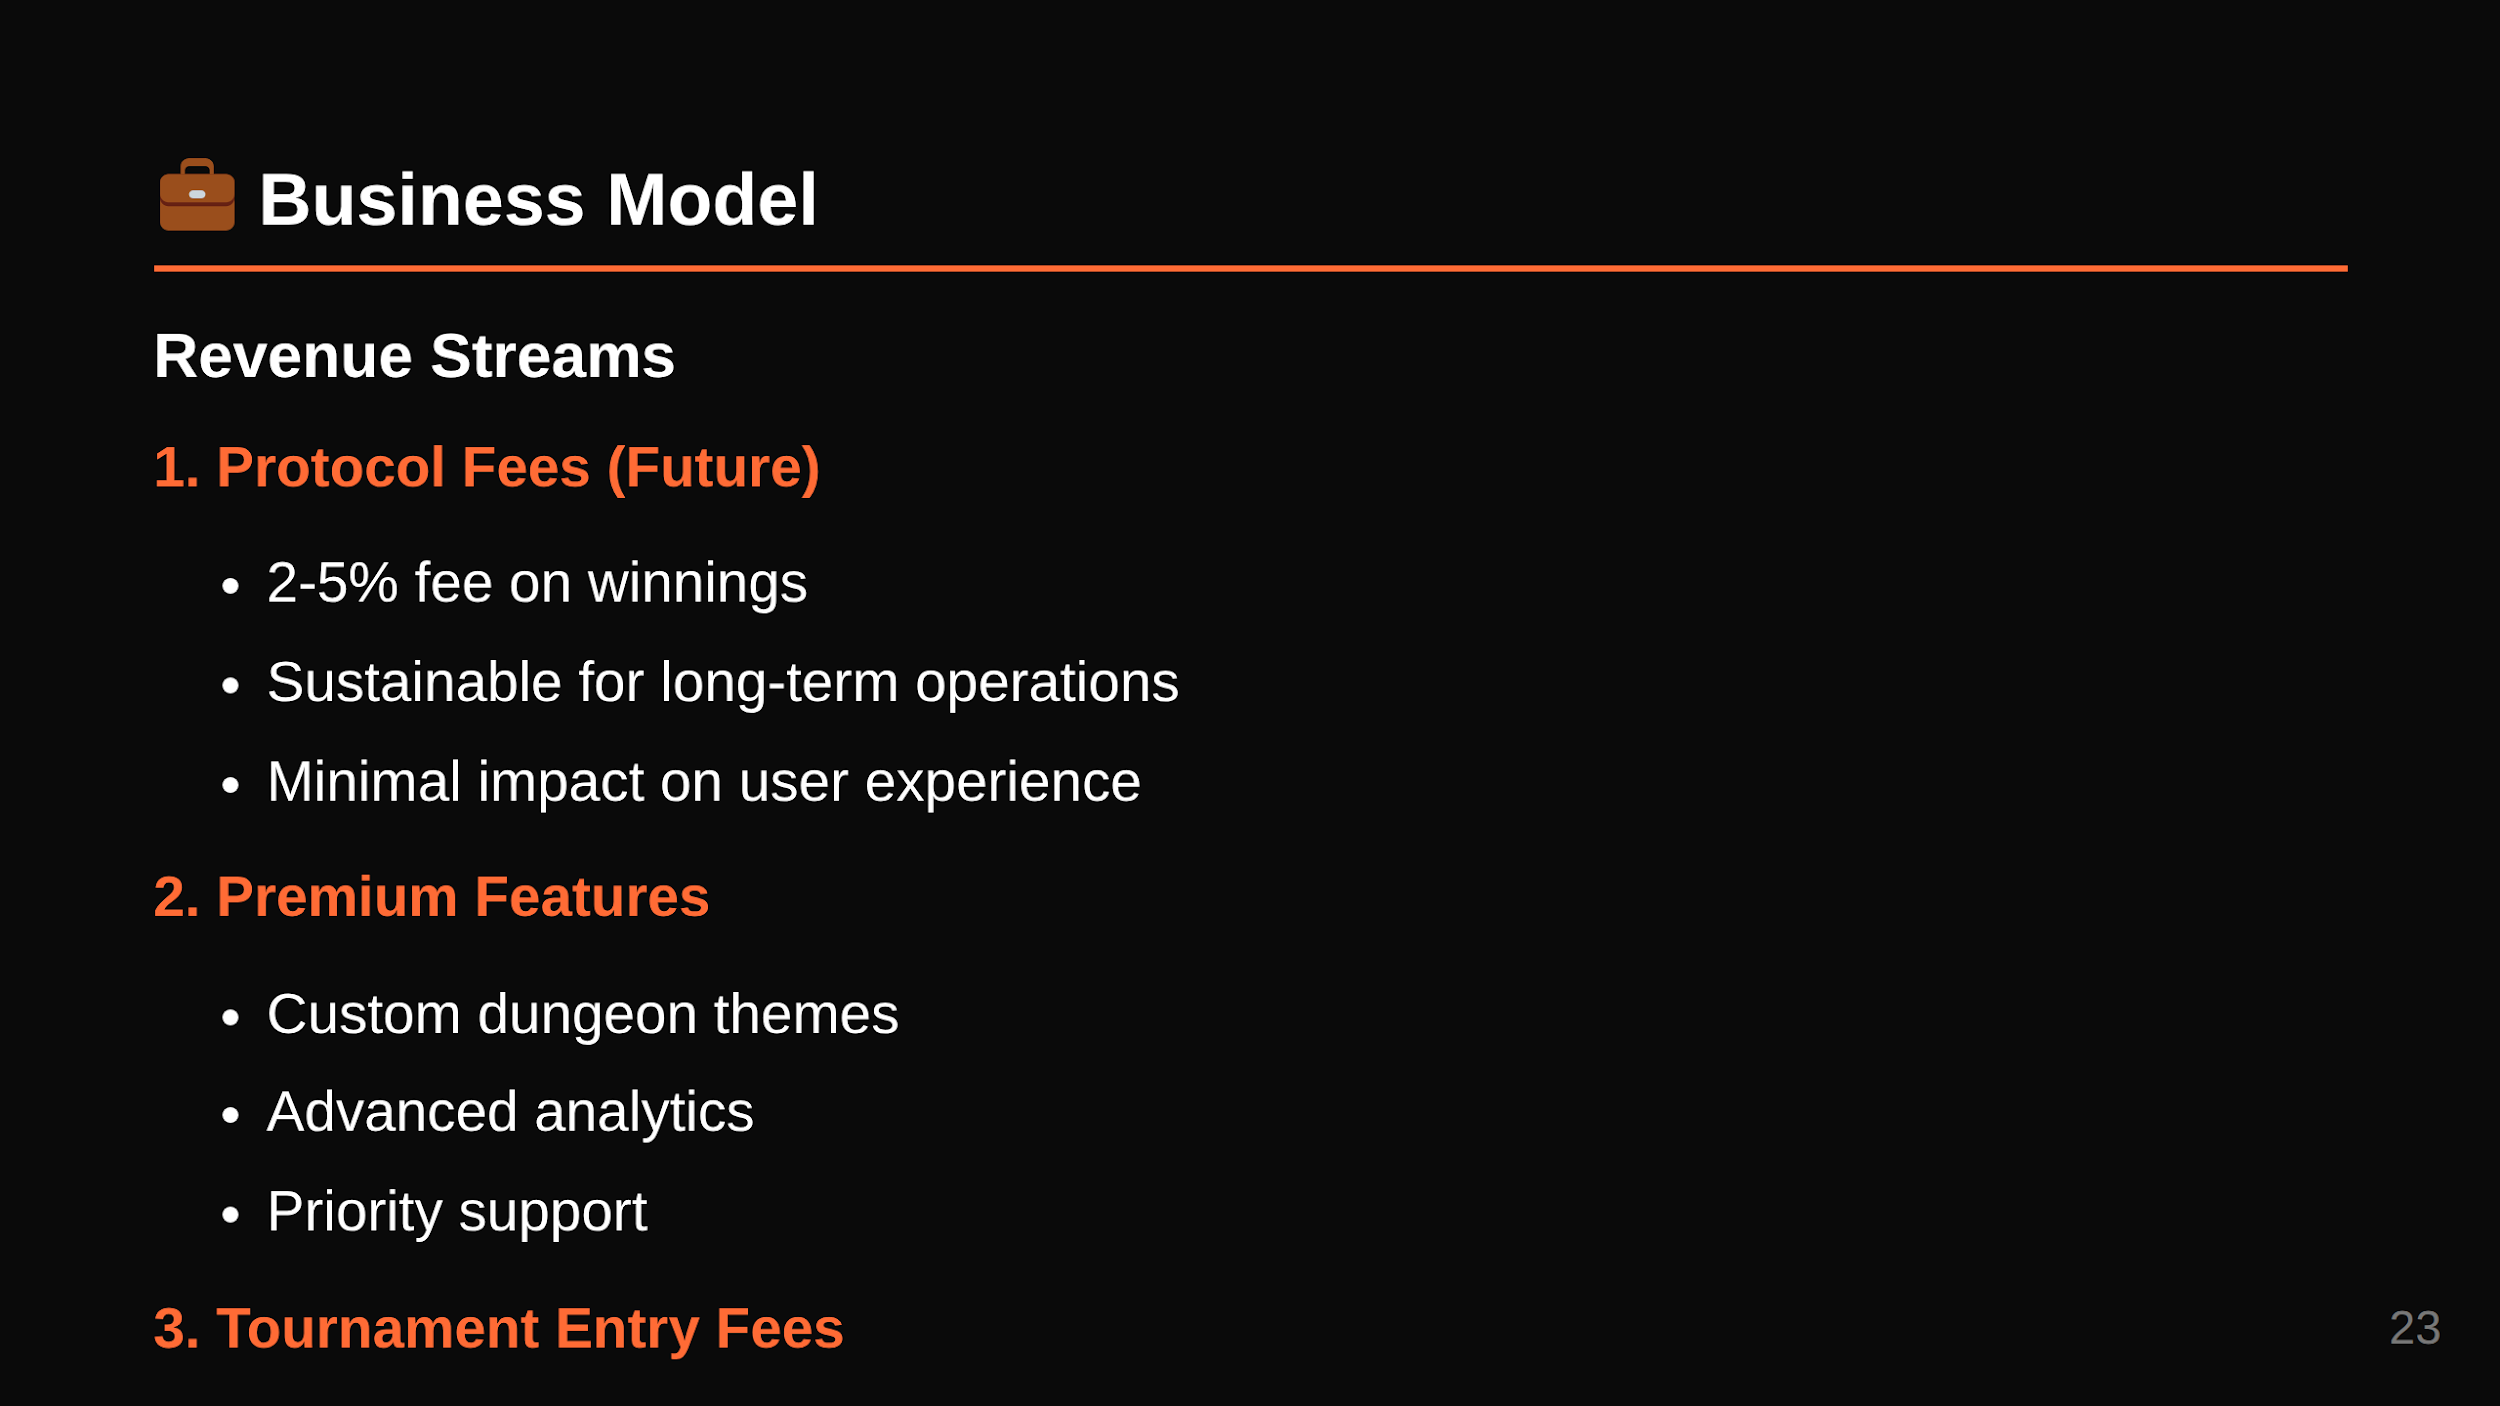 Business Model
Revenue Streams
1. Protocol Fees (Future)
• 2-5% fee on winnings
• Sustainable for long-term operations
• Minimal impact on user experience
2. Premium Features
• Custom dungeon themes
• Advanced analytics
• Priority support
3. Tournament Entry Fees
23